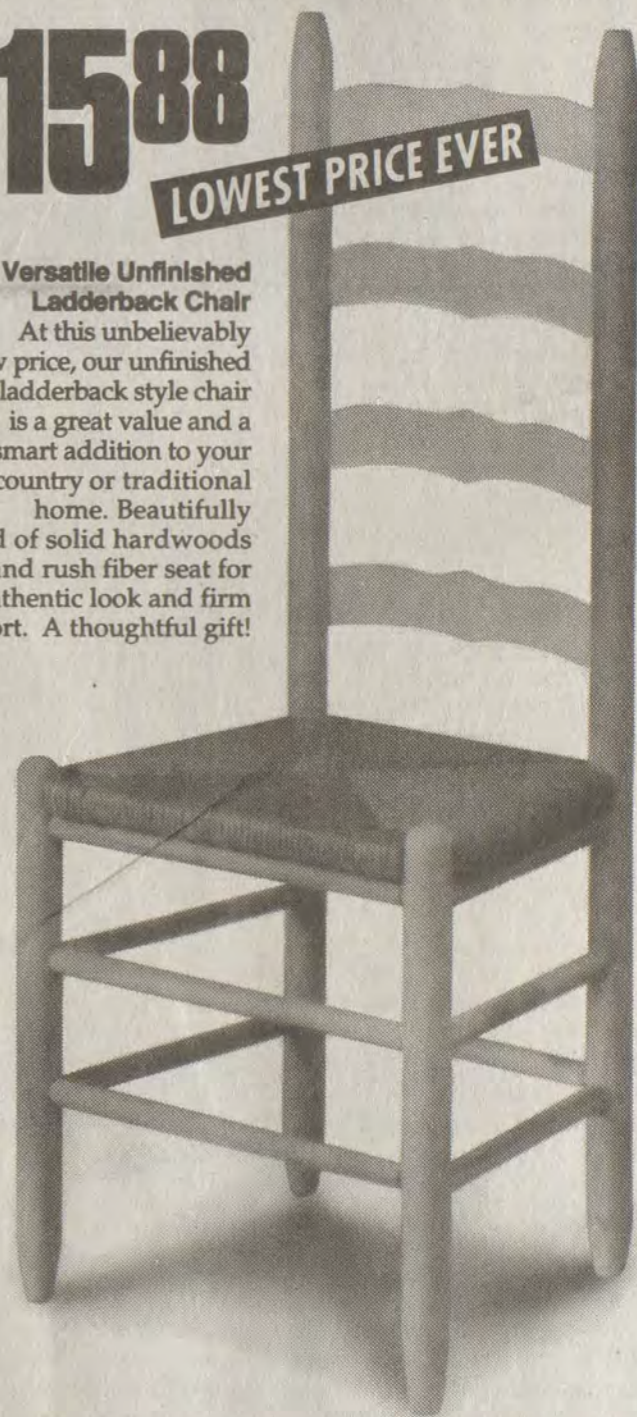 1588
LOWEST PRICE EVER
Versatile Unfinished
Ladderback Chair
At this unbelievably
price, our unfinished
ladderback style chair
is a great value and a
smart addition to your
country or traditional
home. Beautifully
of solid hardwoods
and rush fiber seat for
look and firm
A thoughtful gift!